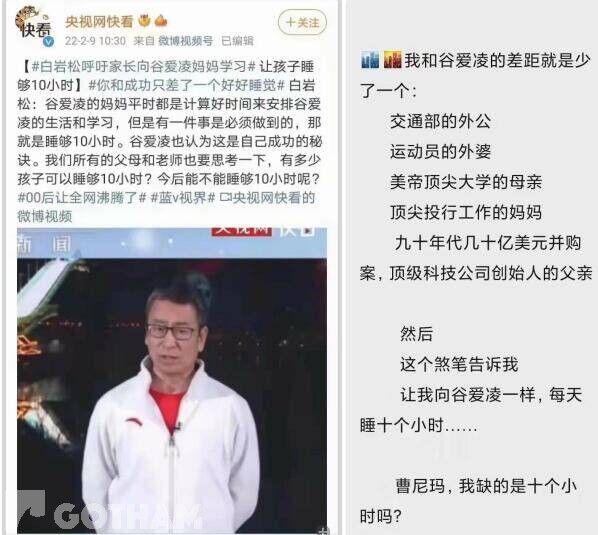 快看
央视网快看
+关注
22-2-9 10:30 来自 微博视频号 已编辑
【#白岩松呼吁家长向谷爱凌妈妈学习# 让孩子睡
够10小时】#你和成功只差了一个好好睡觉# 白岩
松：谷爱凌的妈妈平时都是计算好时间来安排谷爱
凌的生活和学习，但是有一件事是必须做到的，那
就是睡够10小时。谷爱凌也认为这是自己成功的秘
诀。我们所有的父母和老师也要思考一下，有多少
孩子可以睡够10小时？今后能不能睡够10小时呢？
#00后让全网沸腾了# #蓝v视界# 央视网快看的
微博视频
新闻
央视网 快看
GOTHAM
我和谷爱凌的差距就是少
了一个：
交通部的外公
运动员的外婆
美帝顶尖大学的母亲
顶尖投行工作的妈妈
九十年代几十亿美元并购
案，顶级科技公司创始人的父亲
然后
这个煞笔告诉我
让我向谷爱凌一样，每天
睡十个小时……
曹尼玛，我缺的是十个小
时吗？